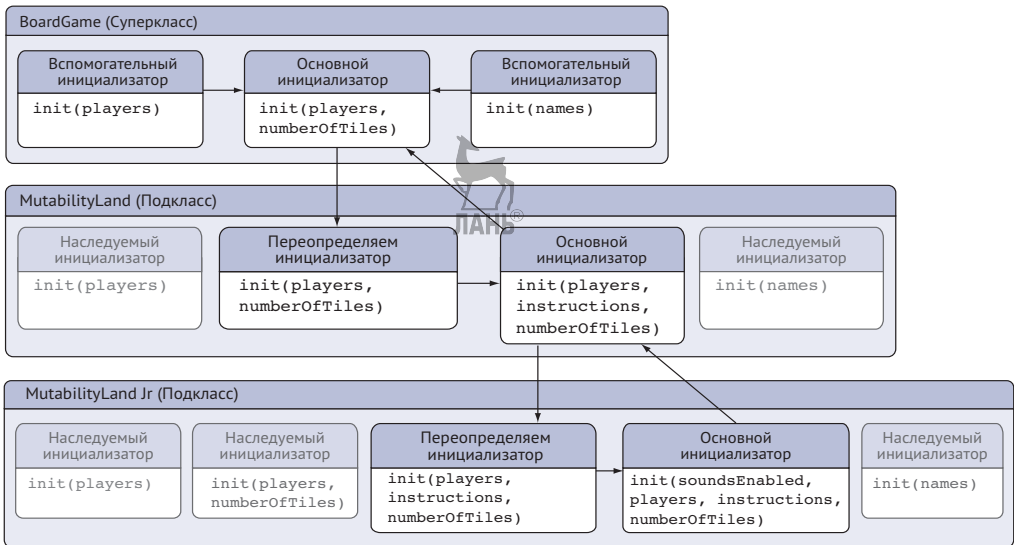 BoardGame (Суперкласс)
Вспомогательный
инициализатор
init(players)
Основной
инициализатор
init(players,
numberOfTiles)
Вспомогательный
инициализатор
init(names)
ЛАНЬ®
MutabilityLand (Подкласс)
Наследуемый
инициализатор
init(players)
Переопределяем
инициализатор
init(players,
numberOfTiles)
Основной
инициализатор
init(players,
instructions,
numberOfTiles)
Наследуемый
инициализатор
init(names)
MutabilityLand Jr (Подкласс)
Наследуемый
инициализатор
init(players)
Наследуемый
инициализатор
init(players,
numberOfTiles)
Переопределяем
инициализатор
init(players,
instructions,
numberOfTiles)
Основной
инициализатор
init(soundsEnabled,
players, instructions,
numberOfTiles)
Наследуемый
инициализатор
init(names)